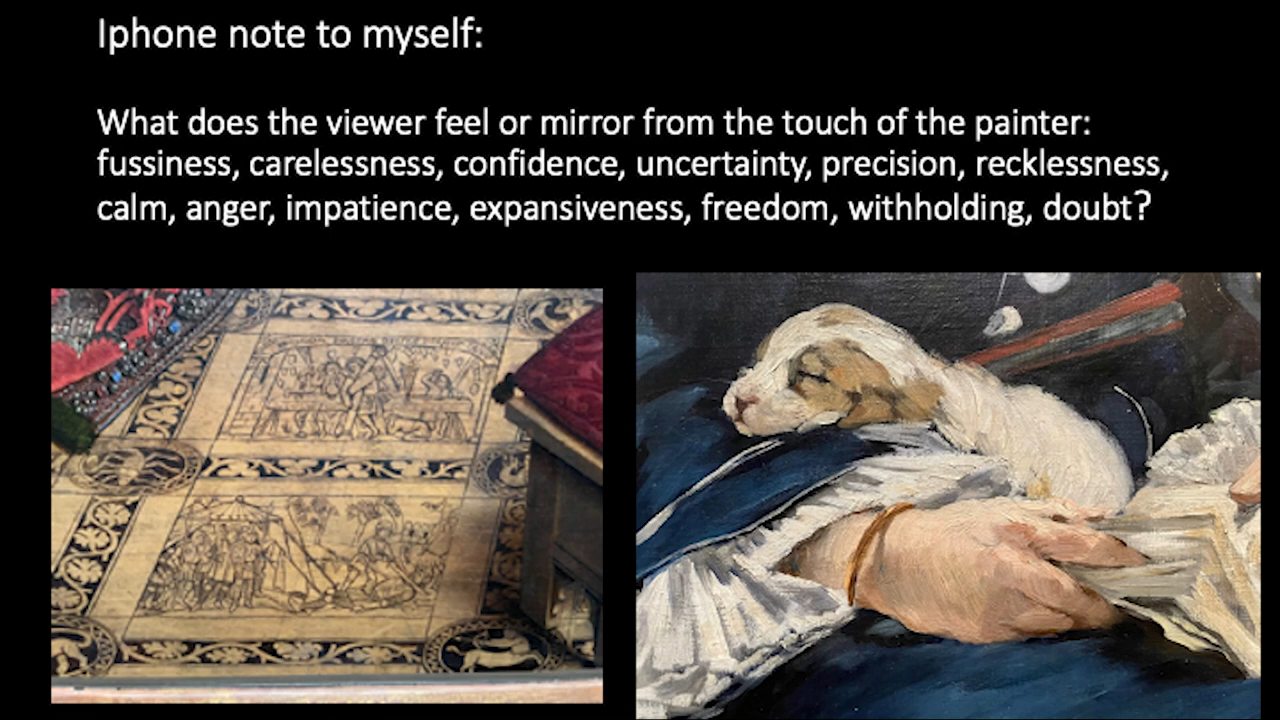 Iphone note to myself:
What does the viewer feel or mirror from the touch of the painter:
fussiness, carelessness, confidence, uncertainty, precision, recklessness,
calm, anger, impatience, expansiveness, freedom, withholding, doubt?